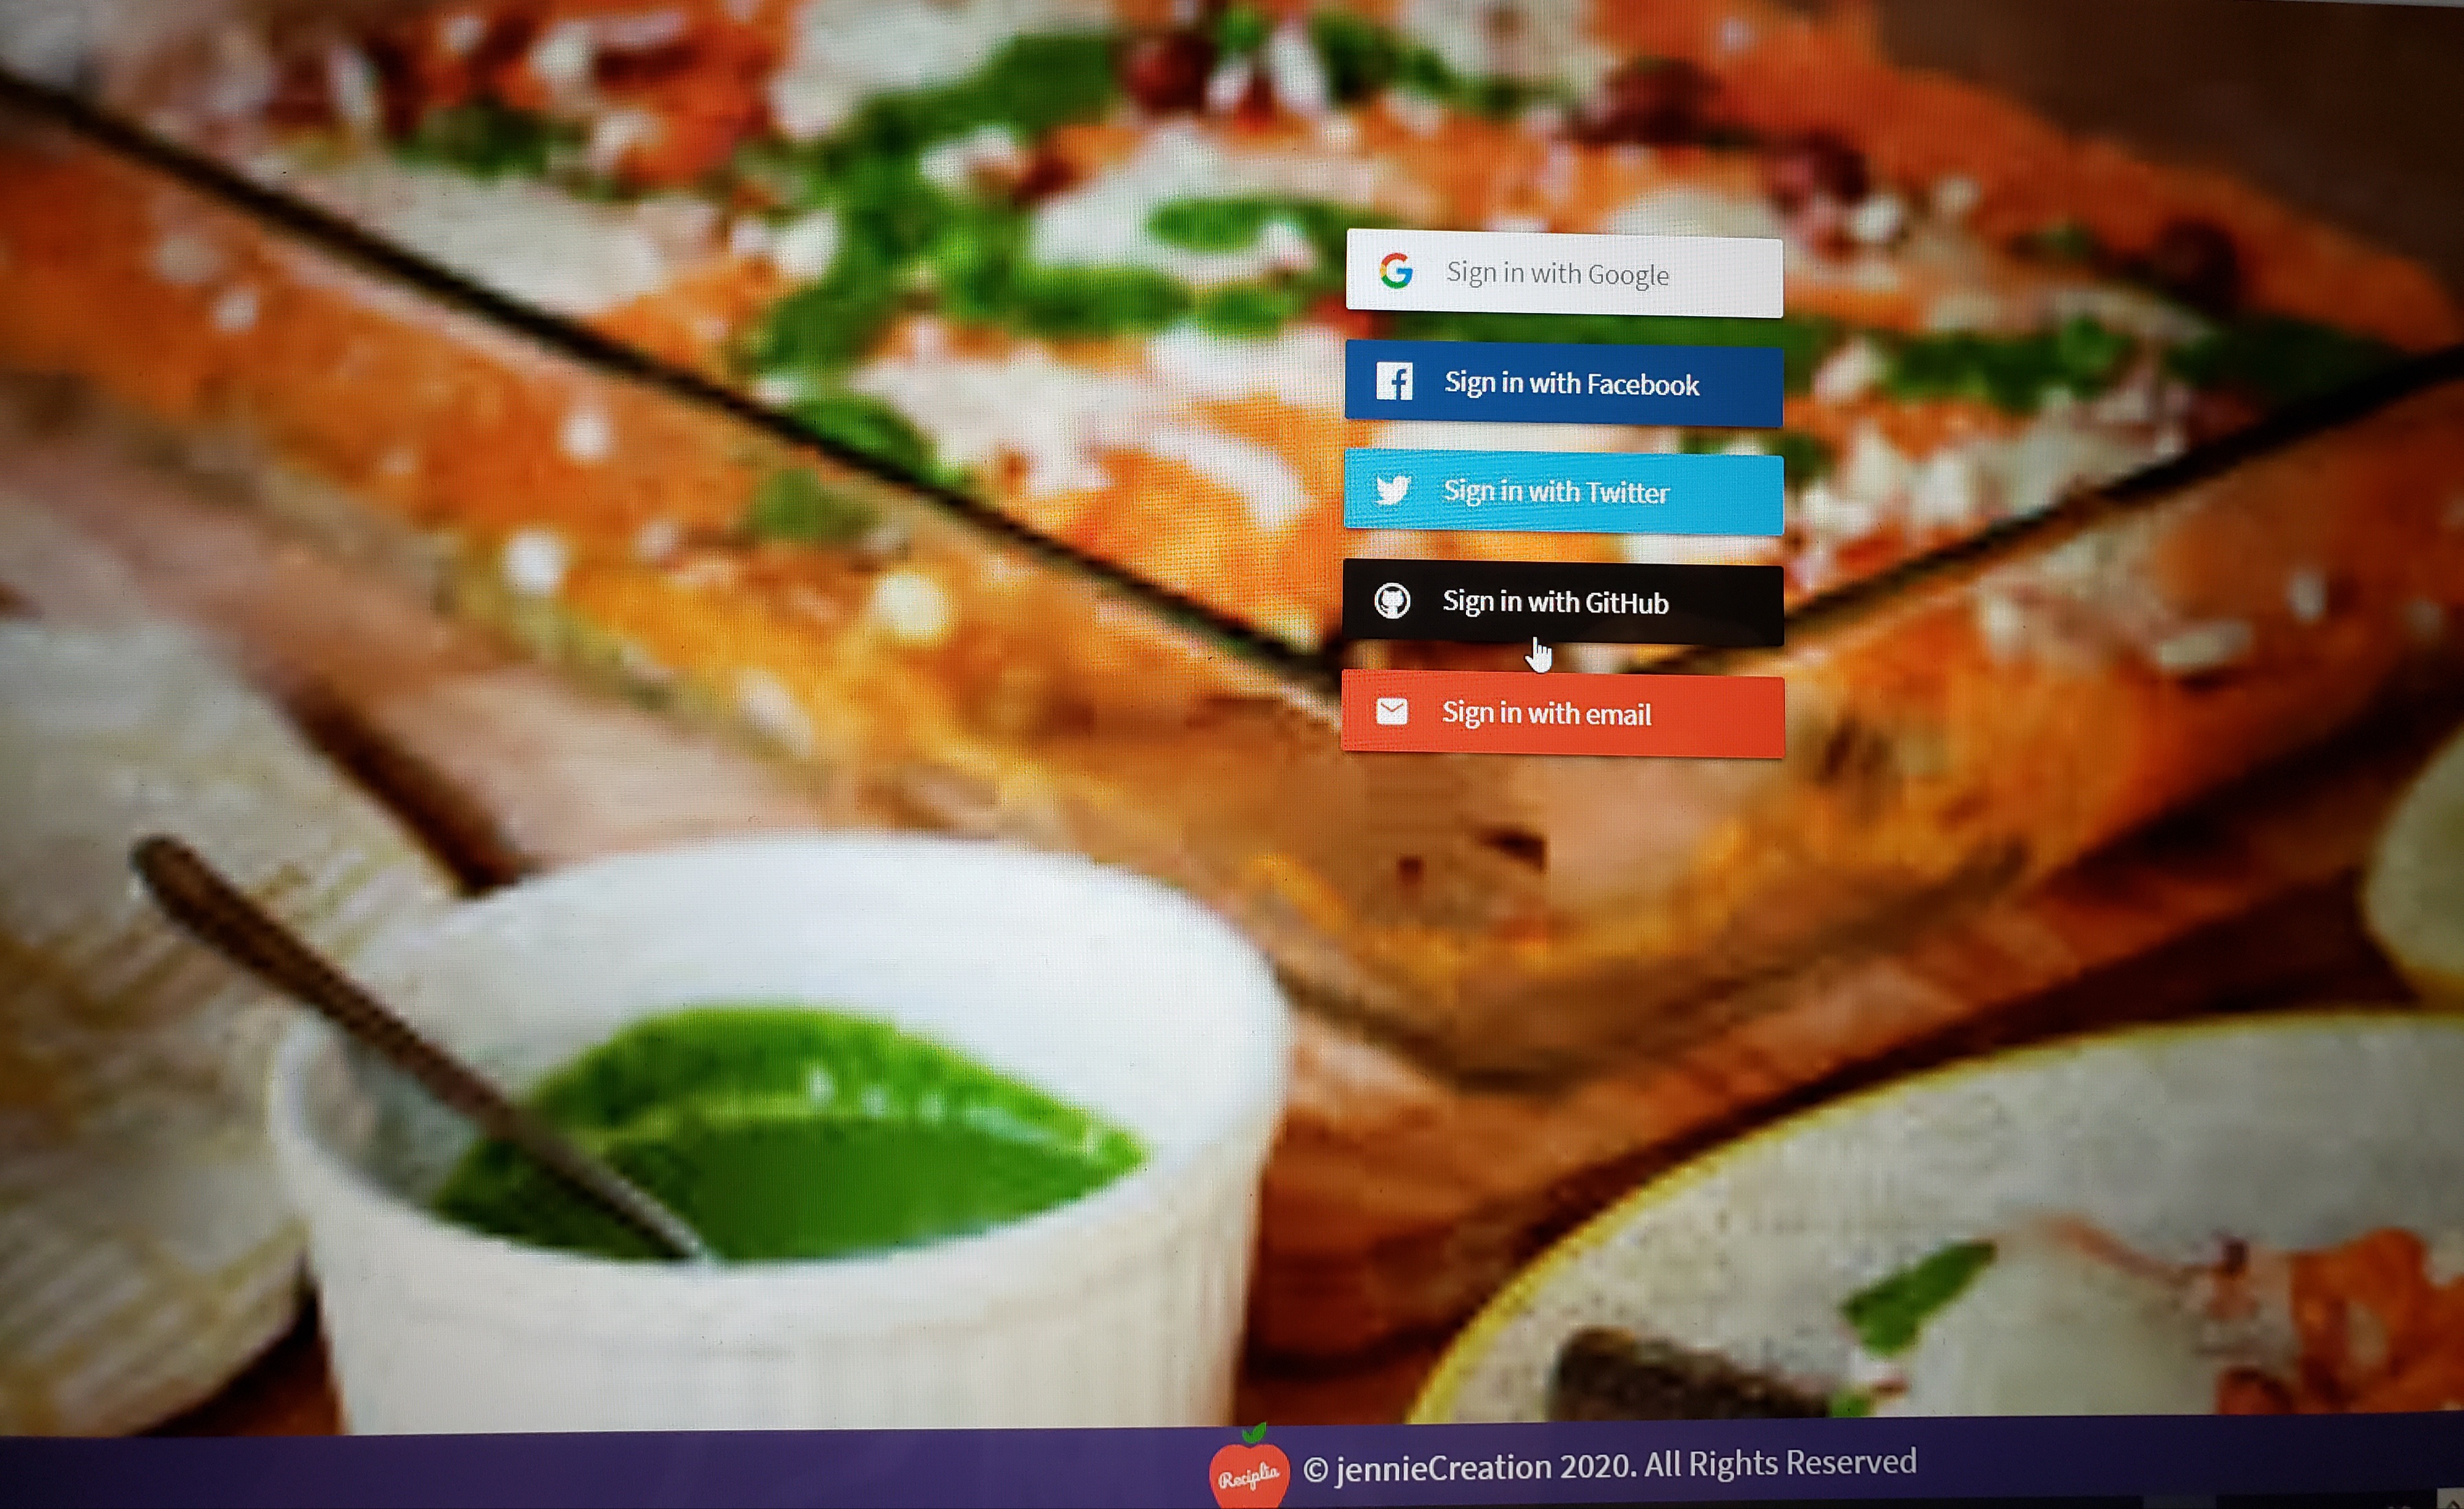 Sign in with Google
Sign in with Facebook
Sign in with Twitter
Sign in with GitHub
Sign in with email
Reciplia
© jennieCreation 2020. All Rights Reserved